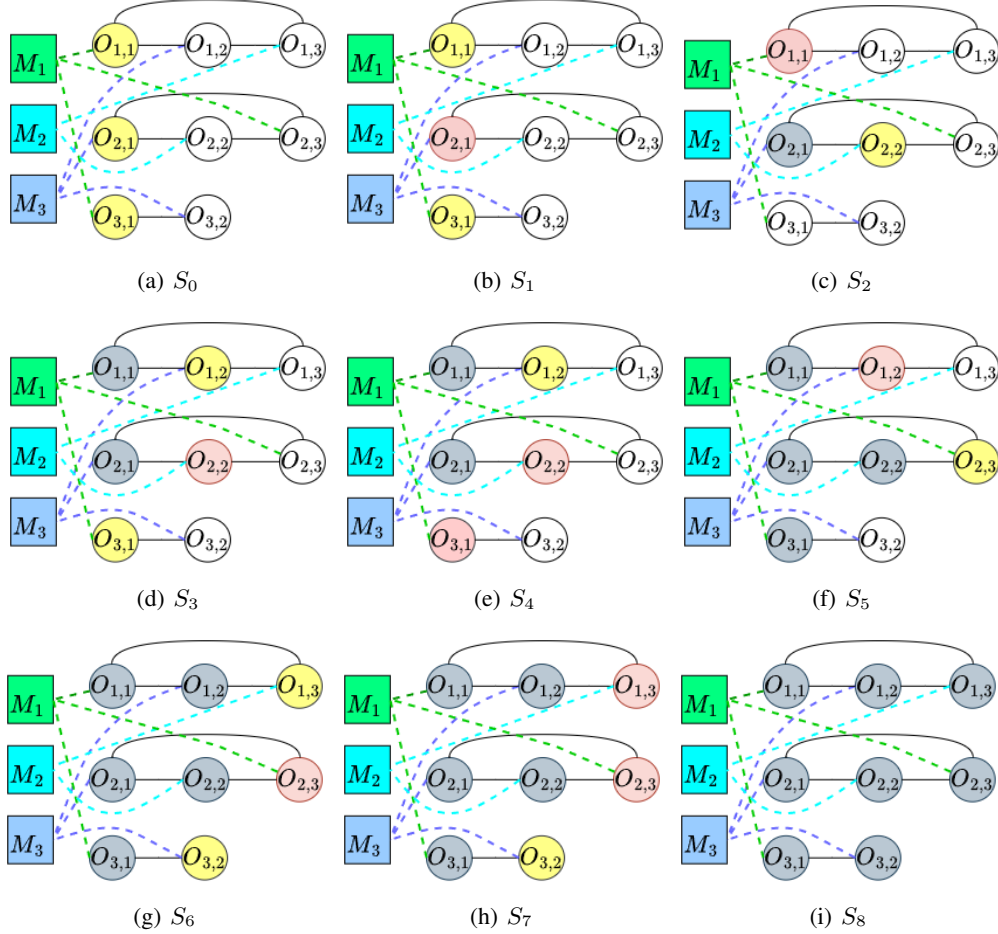 M₁ O₁,₁ O₁,₂ O₁,₃
M₂ O₂,₁ O₂,₂ O₂,₃
M₃ O₃,₁ O₃,₂
(a) S₀
M₁ O₁,₁ O₁,₂ O₁,₃
M₂ O₂,₁ O₂,₂ O₂,₃
M₃ O₃,₁ O₃,₂
(b) S₁
M₁ O₁,₁ O₁,₂ O₁,₃
M₂ O₂,₁ O₂,₂ O₂,₃
M₃ O₃,₁ O₃,₂
(c) S₂
M₁ O₁,₁ O₁,₂ O₁,₃
M₂ O₂,₁ O₂,₂ O₂,₃
M₃ O₃,₁ O₃,₂
(d) S₃
M₁ O₁,₁ O₁,₂ O₁,₃
M₂ O₂,₁ O₂,₂ O₂,₃
M₃ O₃,₁ O₃,₂
(e) S₄
M₁ O₁,₁ O₁,₂ O₁,₃
M₂ O₂,₁ O₂,₂ O₂,₃
M₃ O₃,₁ O₃,₂
(f) S₅
M₁ O₁,₁ O₁,₂ O₁,₃
M₂ O₂,₁ O₂,₂ O₂,₃
M₃ O₃,₁ O₃,₂
(g) S₆
M₁ O₁,₁ O₁,₂ O₁,₃
M₂ O₂,₁ O₂,₂ O₂,₃
M₃ O₃,₁ O₃,₂
(h) S₇
M₁ O₁,₁ O₁,₂ O₁,₃
M₂ O₂,₁ O₂,₂ O₂,₃
M₃ O₃,₁ O₃,₂
(i) S₈